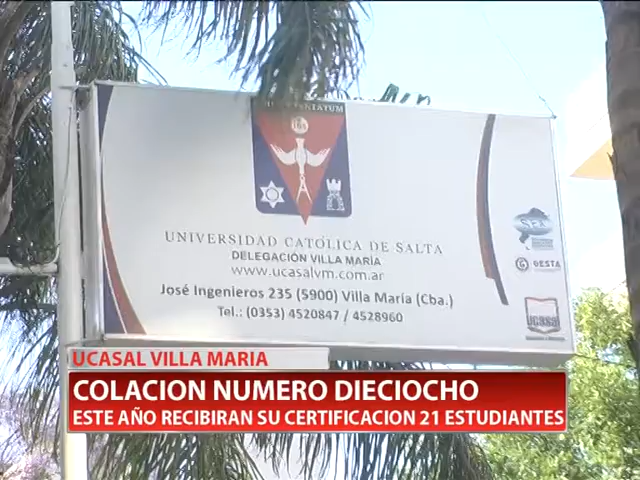 UNIVERSIDAD CATÓLICA DE SALTA
DELEGACIÓN VILLA MARÍA
www.ucasalvm.com.ar
José Ingenieros 235 (5900) Villa María (Cba.)
Tel.: (0353) 4520847 / 4528960
GESTA
UCASAL
UCASAL VILLA MARIA
COLACION NUMERO DIECIOCHO
ESTE AÑO RECIBIRAN SU CERTIFICACION 21 ESTUDIANTES